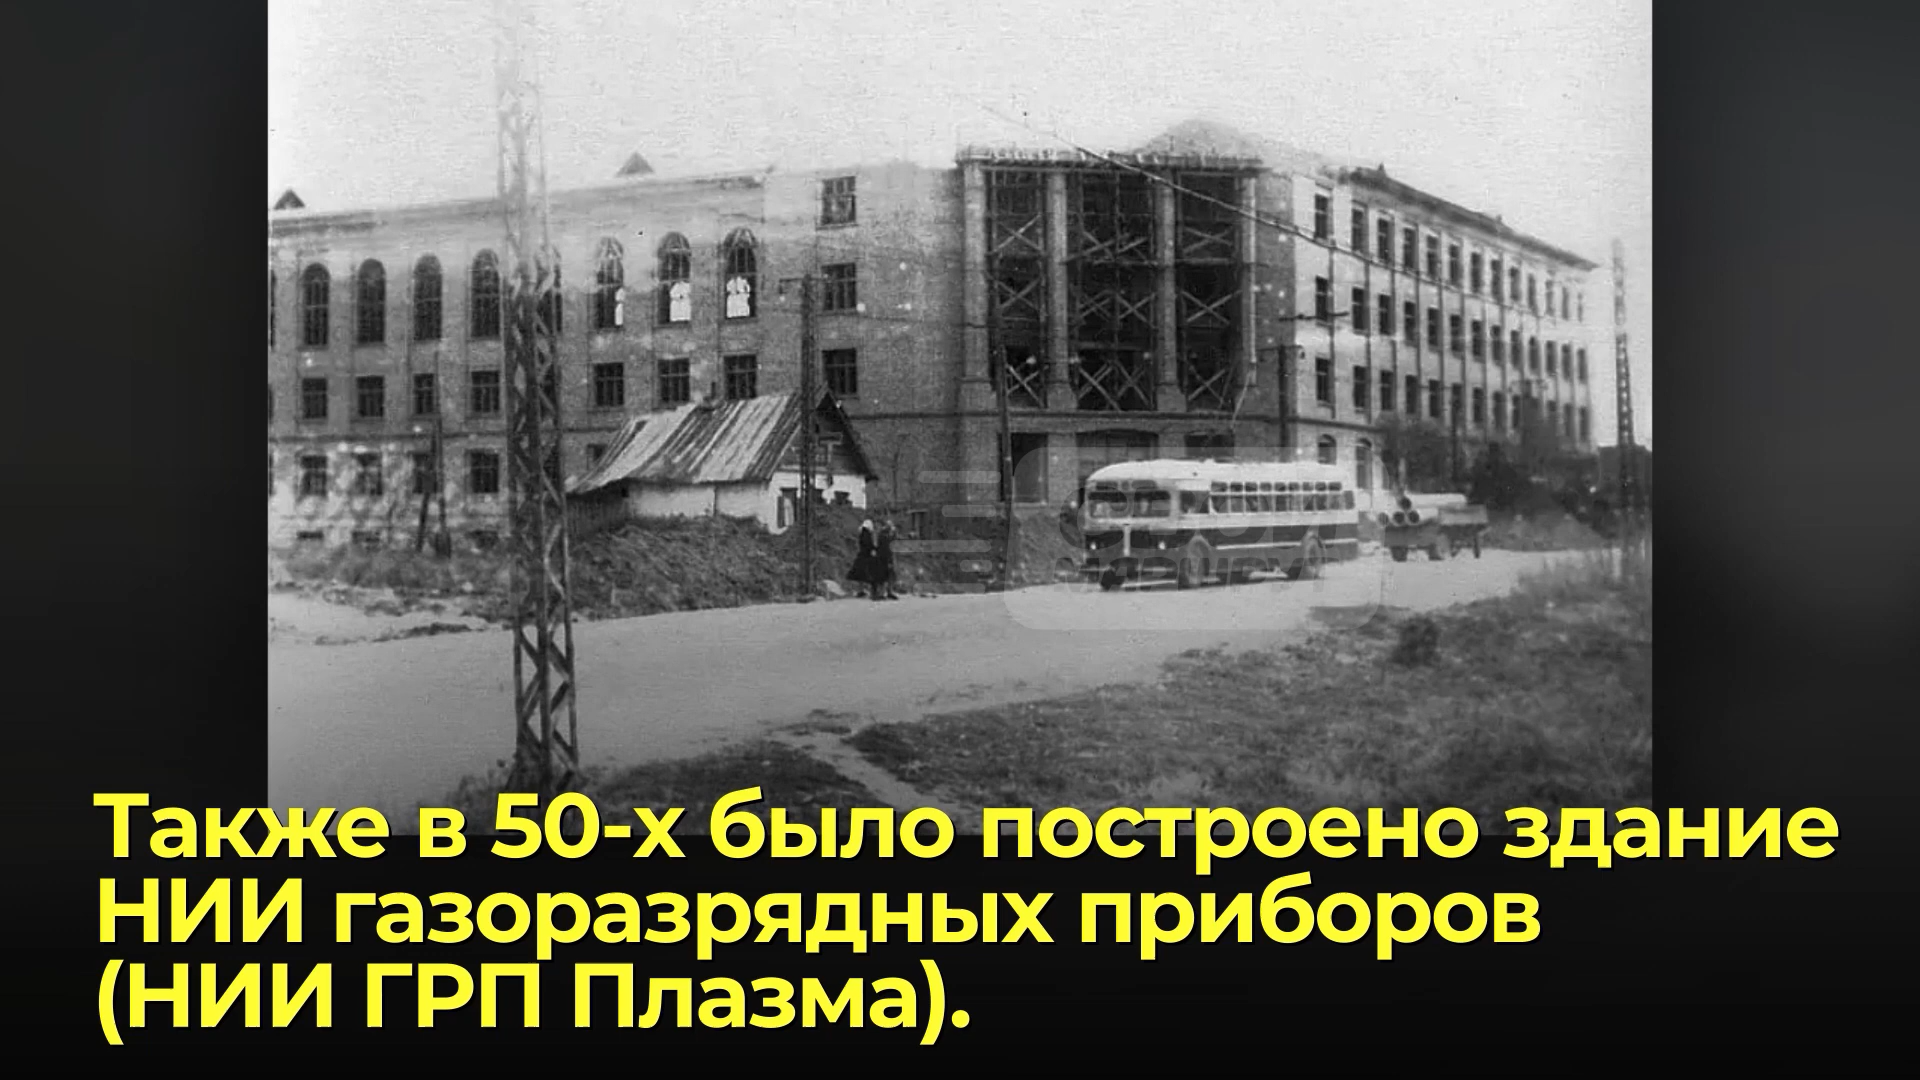 Также в 50-х было построено здание
НИИ газоразрядных приборов
(НИИ ГРП Плазма).